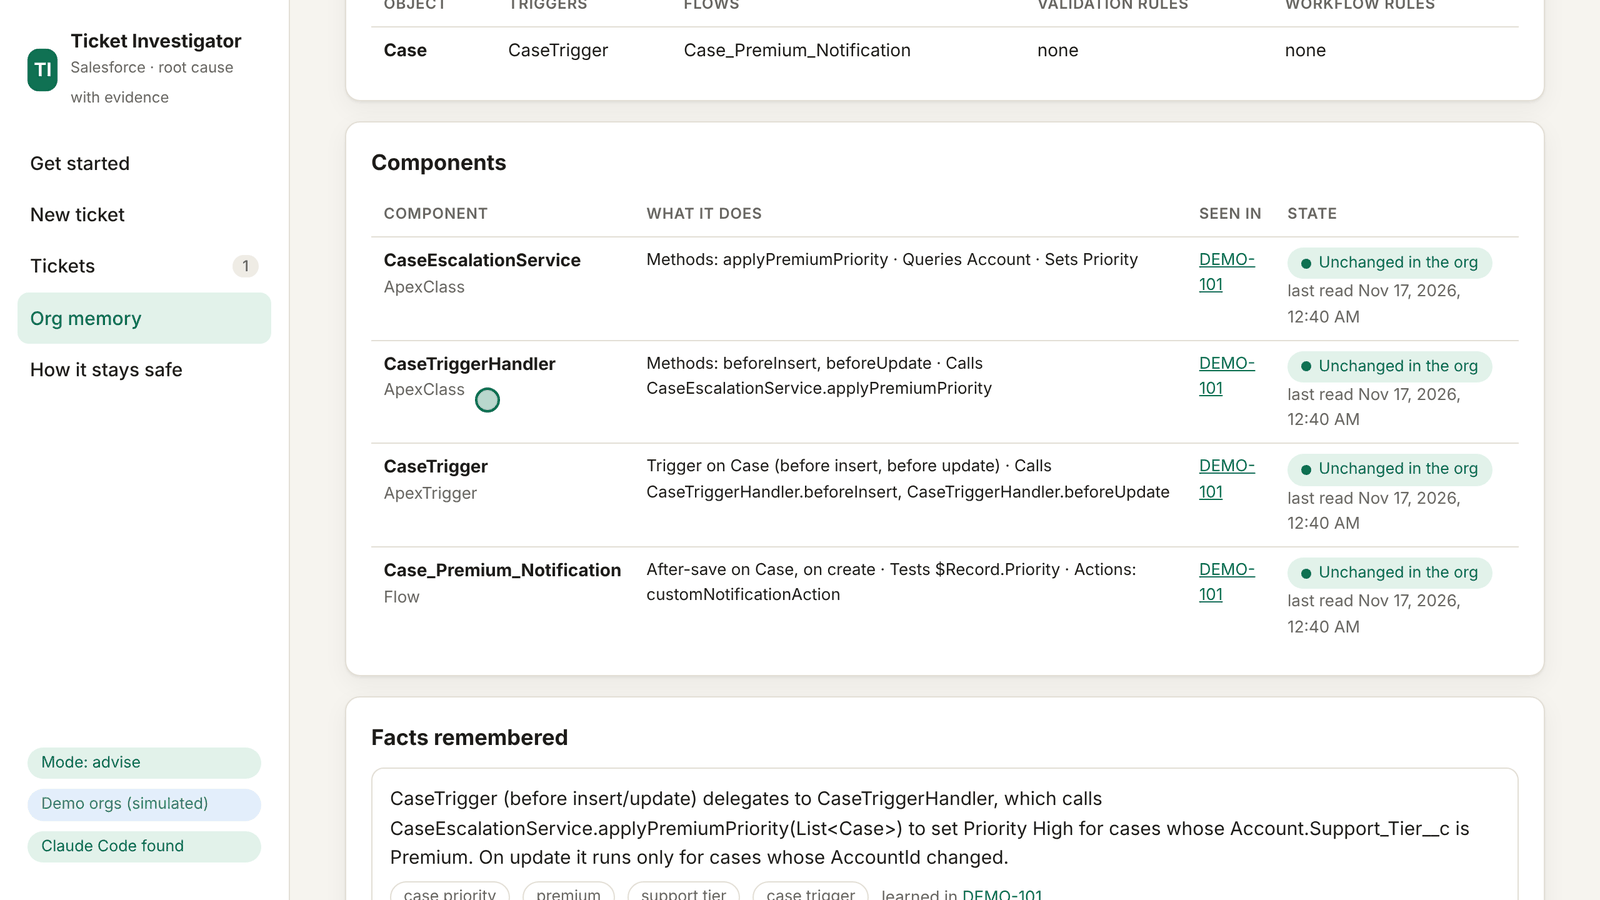 TI
Ticket Investigator
Salesforce · root cause
with evidence
Get started
New ticket
Tickets 1
Org memory
How it stays safe
Mode: advise
Demo orgs (simulated)
Claude Code found
OBJECT TRIGGERS FLOWS VALIDATION RULES WORKFLOW RULES
Case CaseTrigger Case_Premium_Notification none none
Components
COMPONENT WHAT IT DOES SEEN IN STATE
CaseEscalationService Methods: applyPremiumPriority · Queries Account · Sets Priority DEMO- Unchanged in the org
ApexClass 101 last read Nov 17, 2026,
12:40 AM
CaseTriggerHandler Methods: beforeInsert, beforeUpdate · Calls DEMO- Unchanged in the org
ApexClass CaseEscalationService.applyPremiumPriority 101 last read Nov 17, 2026,
12:40 AM
CaseTrigger Trigger on Case (before insert, before update) · Calls DEMO- Unchanged in the org
ApexTrigger CaseTriggerHandler.beforeInsert, CaseTriggerHandler.beforeUpdate 101 last read Nov 17, 2026,
12:40 AM
Case_Premium_Notification After-save on Case, on create · Tests $Record.Priority · Actions: DEMO- Unchanged in the org
Flow customNotificationAction 101 last read Nov 17, 2026,
12:40 AM
Facts remembered
CaseTrigger (before insert/update) delegates to CaseTriggerHandler, which calls
CaseEscalationService.applyPremiumPriority(List<Case>) to set Priority High for cases whose Account.Support_Tier__c is
Premium. On update it runs only for cases whose AccountId changed.
case priority premium support tier case trigger learned in DEMO-101